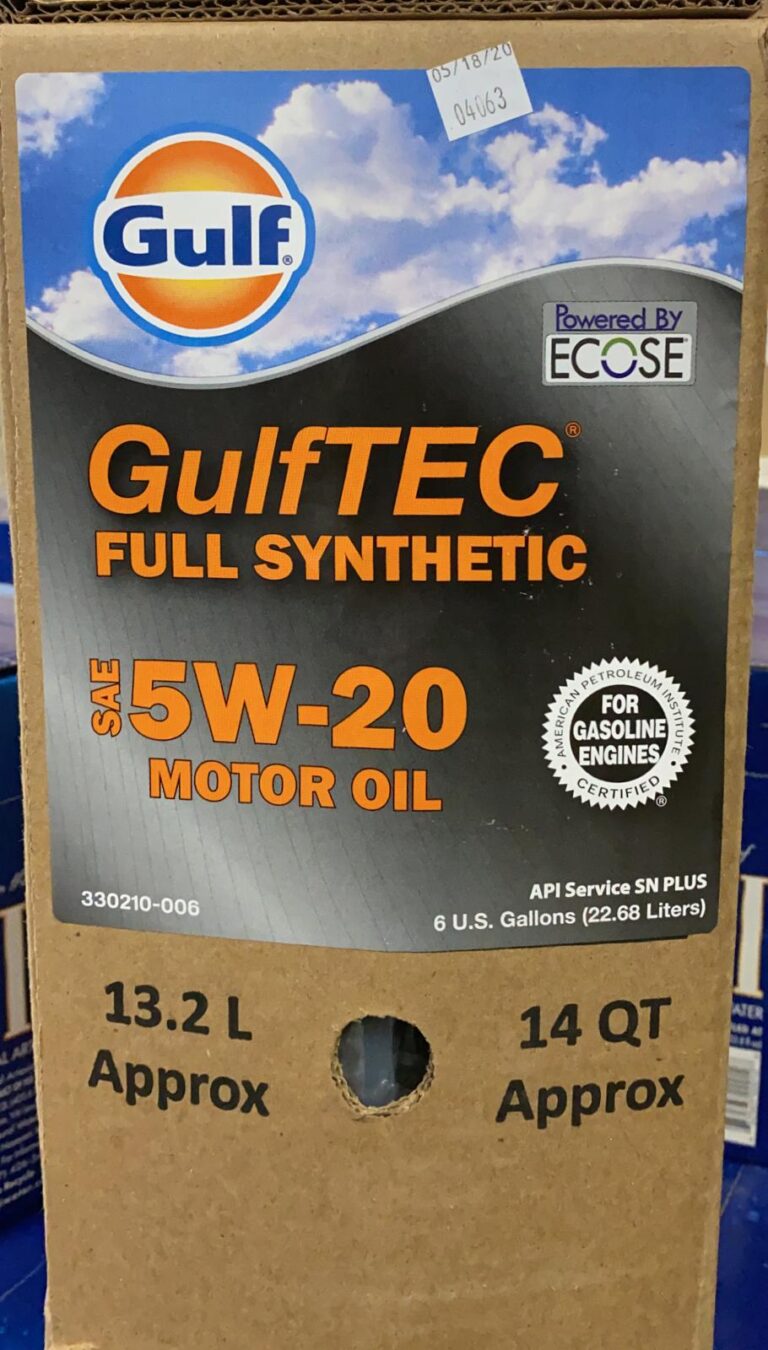 05/18/20
04063
Gulf®
Powered By
ECOSE
GulfTEC®
FULL SYNTHETIC
SAE 5W-20
MOTOR OIL
AMERICAN PETROLEUM INSTITUTE
FOR
GASOLINE
ENGINES
CERTIFIED
®
330210-006
API Service SN PLUS
6 U.S. Gallons (22.68 Liters)
13.2 L
Approx
14 QT
Approx